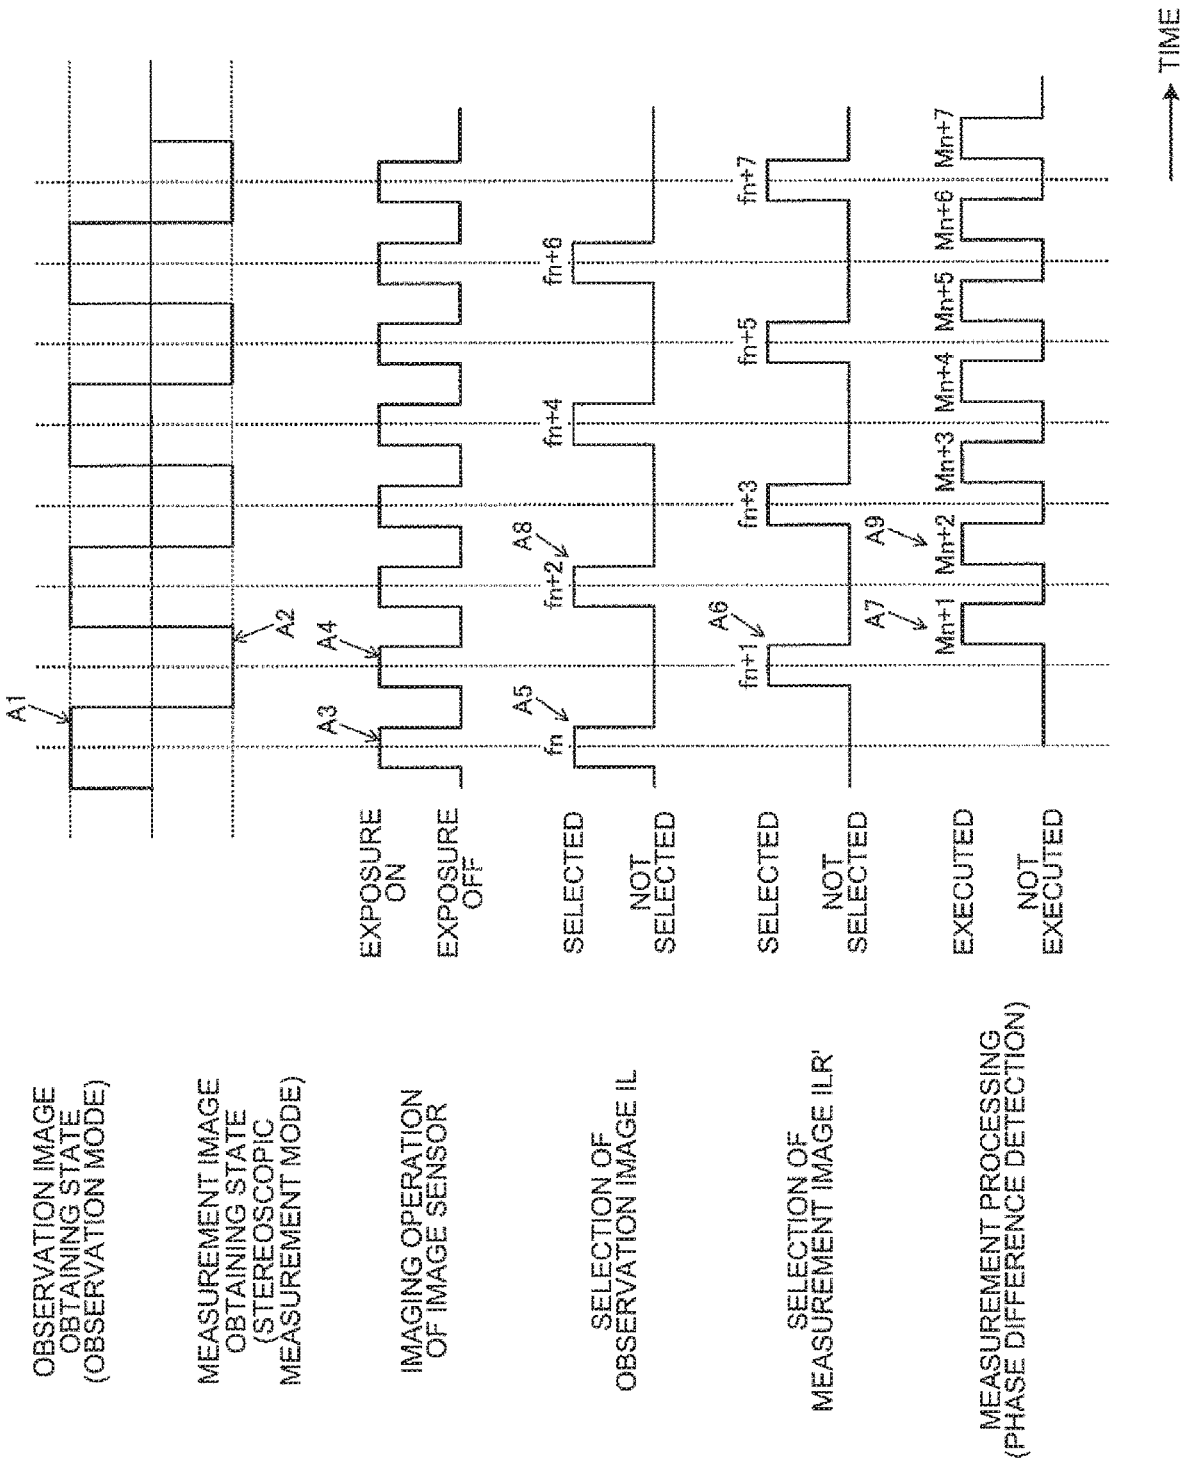 OBSERVATION IMAGE
OBTAINING STATE
(OBSERVATION MODE)
A1
MEASUREMENT IMAGE
OBTAINING STATE
(STEREOSCOPIC
MEASUREMENT MODE)
A2
IMAGING OPERATION
OF IMAGE SENSOR
EXPOSURE
ON
EXPOSURE
OFF
A3
A4
SELECTION OF
OBSERVATION IMAGE IL
SELECTED
NOT
SELECTED
fn
A5
fn+2
A8
fn+4
fn+6
SELECTION OF
MEASUREMENT IMAGE ILR'
SELECTED
NOT
SELECTED
fn+1
A6
fn+3
fn+5
fn+7
MEASUREMENT PROCESSING
(PHASE DIFFERENCE DETECTION)
EXECUTED
NOT
EXECUTED
A7
Mn+1
A9
Mn+2
Mn+3
Mn+4
Mn+5
Mn+6
Mn+7
TIME